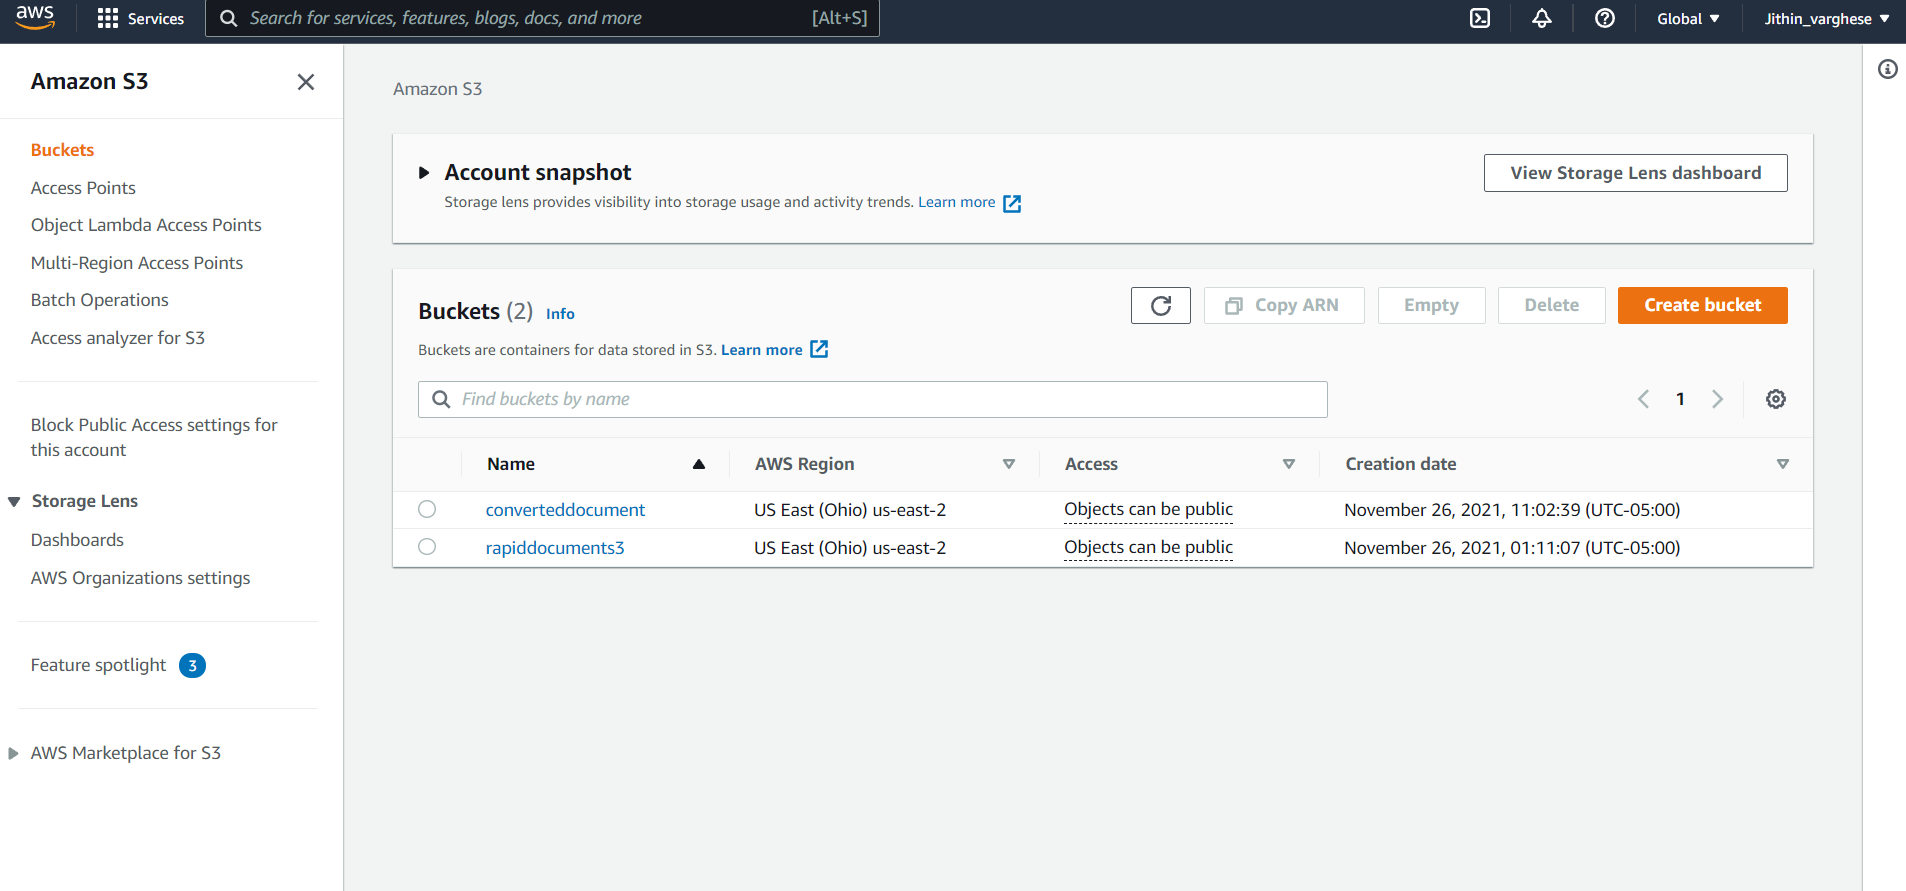 aws Services Search for services, features, blogs, docs, and more [Alt+S] Global Jithin_varghese
Amazon S3
Buckets
Access Points
Object Lambda Access Points
Multi-Region Access Points
Batch Operations
Access analyzer for S3
Block Public Access settings for
this account
Storage Lens
Dashboards
AWS Organizations settings
Feature spotlight 3
AWS Marketplace for S3
Amazon S3
Account snapshot
View Storage Lens dashboard
Storage lens provides visibility into storage usage and activity trends. Learn more
Buckets (2) Info
Copy ARN Empty Delete Create bucket
Buckets are containers for data stored in S3. Learn more
Find buckets by name
1
Name AWS Region Access Creation date
converteddocument US East (Ohio) us-east-2 Objects can be public November 26, 2021, 11:02:39 (UTC-05:00)
rapiddocuments3 US East (Ohio) us-east-2 Objects can be public November 26, 2021, 01:11:07 (UTC-05:00)